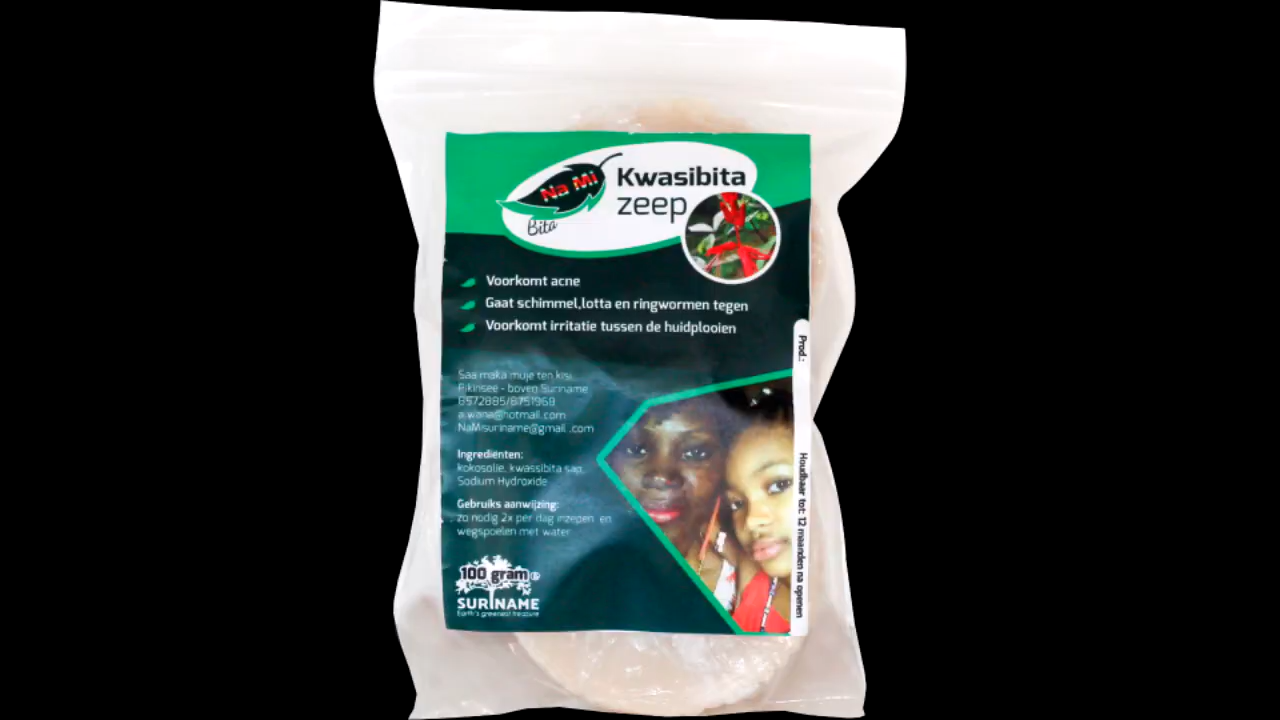 Na Mi
Bita
Kwasibita
zeep
Voorkomt acne
Gaat schimmel,lotta en ringwormen tegen
Voorkomt irritatie tussen de huidplooien
Saa maka muje ten kisi
Pikinsee - boven Suriname
8572885/8751968
a.wana@hotmail.com
NaMisuriname@gmail .com
Ingrediënten:
kokosolie, kwassibita sap,
Sodium Hydroxide
Gebruiks aanwijzing:
zo nodig 2x per dag inzepen en
wegspoelen met water
100 gram e
SURINAME
Earth's greenest treasure
Prod.:
Houdbaar tot: 12 maanden na openen